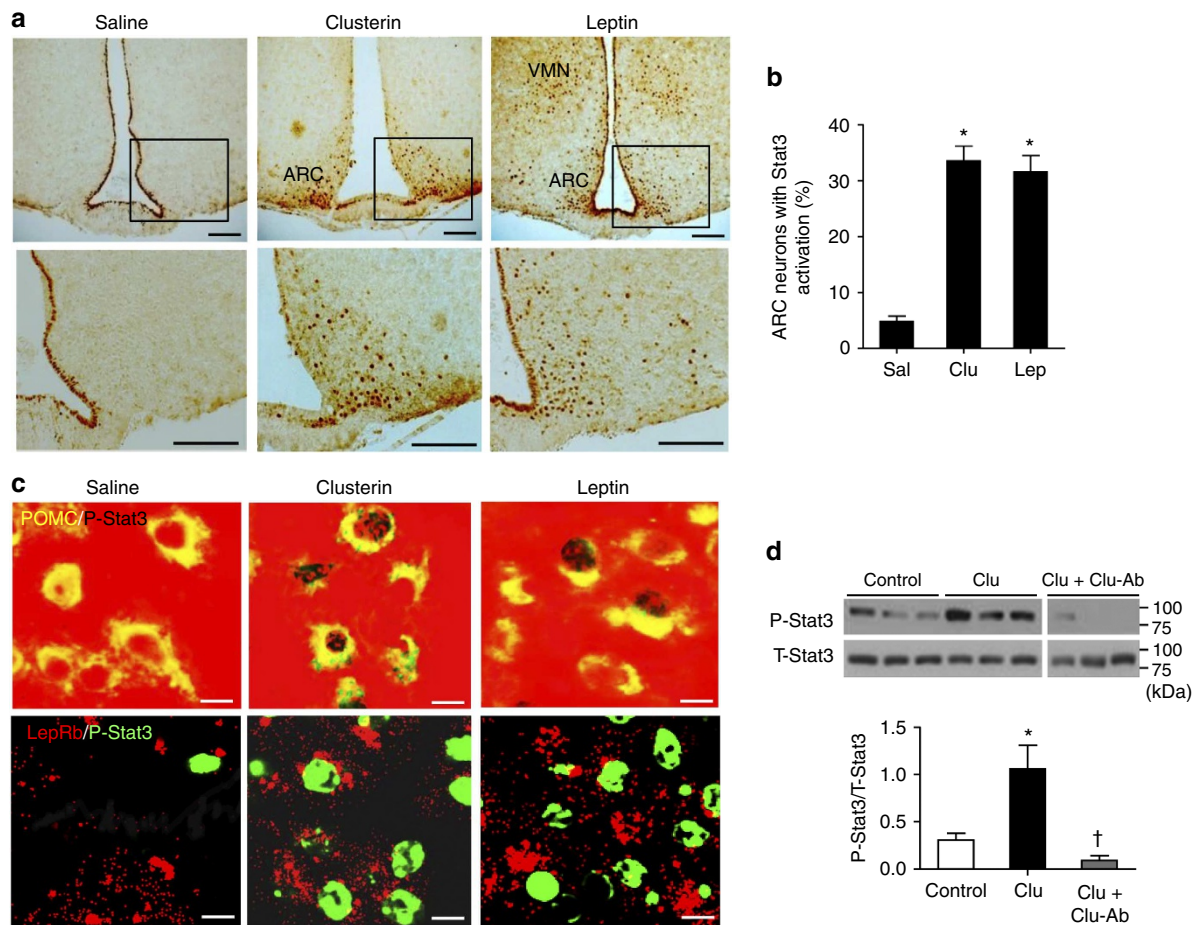 a
Saline
Clusterin
Leptin
VMN
ARC
ARC
b
ARC neurons with Stat3
activation (%)
40
30
20
10
0
*
*
Sal
Clu
Lep
c
Saline
Clusterin
Leptin
POMC/P-Stat3
LepRb/P-Stat3
d
Control
Clu
Clu + Clu-Ab
P-Stat3
100
75
T-Stat3
100
75
(kDa)
P-Stat3/T-Stat3
1.5
1.0
0.5
0.0
*
†
Control
Clu
Clu +
Clu-Ab